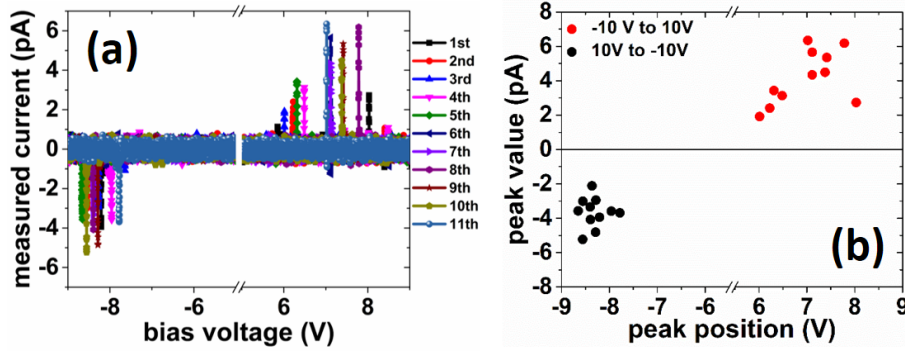 (a)
measured current (pA)
6
4
2
0
-2
-4
-6
-8
-6
6
8
bias voltage (V)
1st
2nd
3rd
4th
5th
6th
7th
8th
9th
10th
11th
(b)
-10 V to 10V
10V to -10V
peak value (pA)
8
6
4
2
0
-2
-4
-6
-8
-9
-8
-7
6
7
8
9
peak position (V)